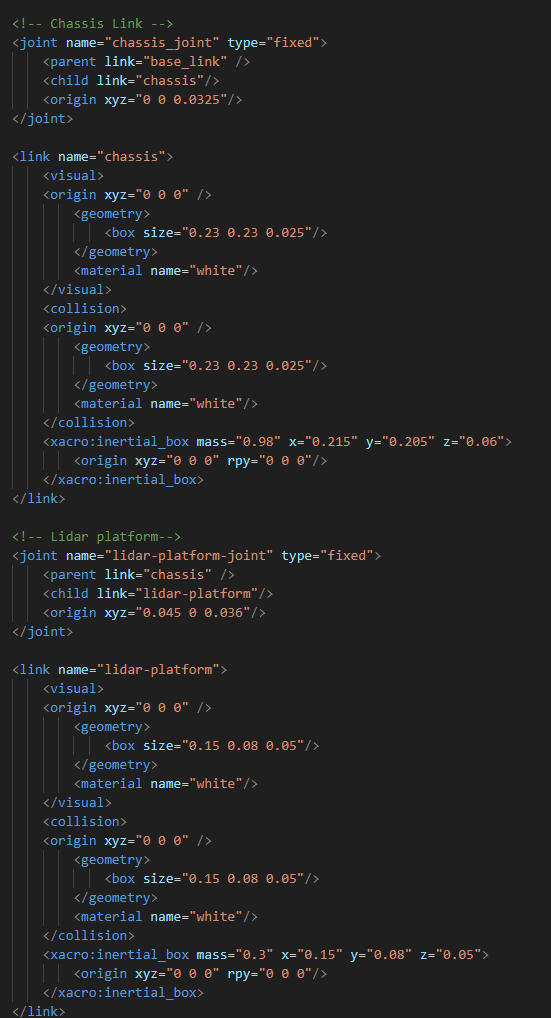 <!-- Chassis Link -->
<joint name="chassis_joint" type="fixed">
    <parent link="base_link" />
    <child link="chassis"/>
    <origin xyz="0 0 0.0325"/>
</joint>

<link name="chassis">
    <visual>
    <origin xyz="0 0 0" />
        <geometry>
            <box size="0.23 0.23 0.025"/>
        </geometry>
        <material name="white"/>
    </visual>
    <collision>
    <origin xyz="0 0 0" />
        <geometry>
            <box size="0.23 0.23 0.025"/>
        </geometry>
        <material name="white"/>
    </collision>
    <xacro:inertial_box mass="0.98" x="0.215" y="0.205" z="0.06">
        <origin xyz="0 0 0" rpy="0 0 0"/>
    </xacro:inertial_box>
</link>

<!-- Lidar platform-->
<joint name="lidar-platform-joint" type="fixed">
    <parent link="chassis" />
    <child link="lidar-platform"/>
    <origin xyz="0.045 0 0.036"/>
</joint>

<link name="lidar-platform">
    <visual>
    <origin xyz="0 0 0" />
        <geometry>
            <box size="0.15 0.08 0.05"/>
        </geometry>
        <material name="white"/>
    </visual>
    <collision>
    <origin xyz="0 0 0" />
        <geometry>
            <box size="0.15 0.08 0.05"/>
        </geometry>
        <material name="white"/>
    </collision>
    <xacro:inertial_box mass="0.3" x="0.15" y="0.08" z="0.05">
        <origin xyz="0 0 0" rpy="0 0 0"/>
    </xacro:inertial_box>
</link>